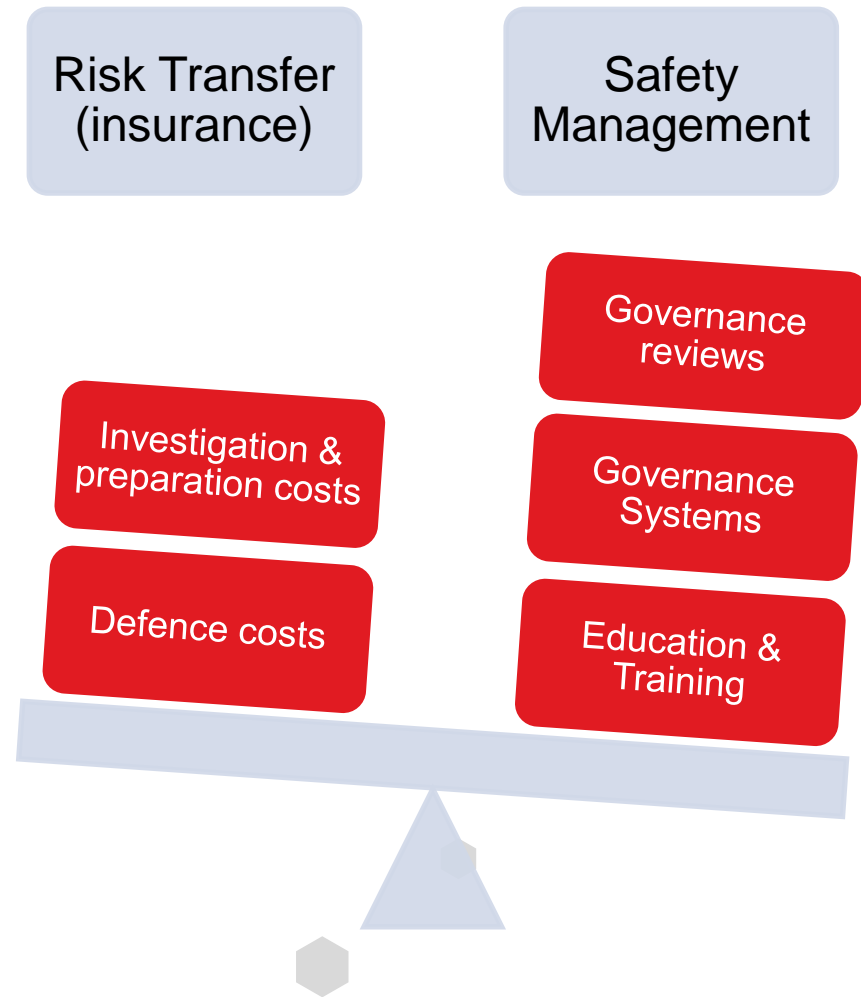 Risk Transfer
(insurance)
Safety
Management
Investigation &
preparation costs
Defence costs
Governance
reviews
Governance
Systems
Education &
Training